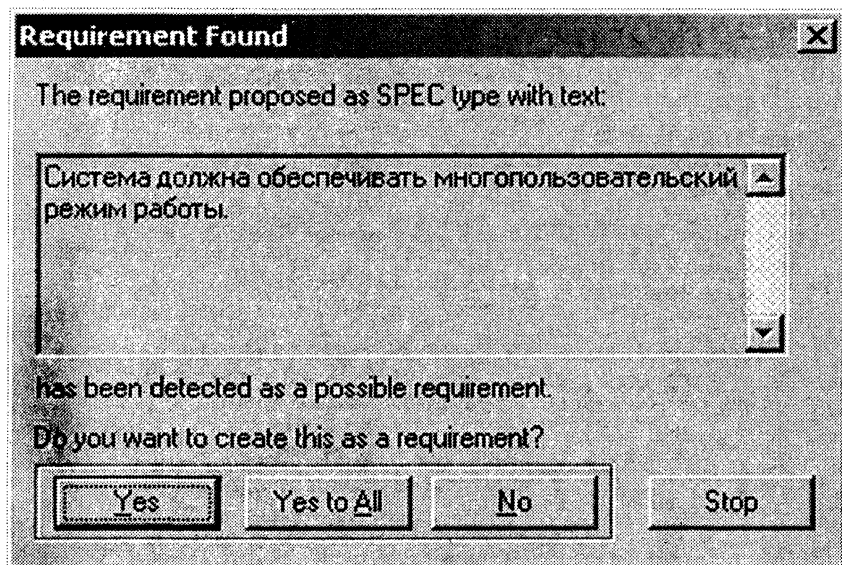 Requirement Found
The requirement proposed as SPEC type with text:
Система должна обеспечивать многопользовательский
режим работы.
has been detected as a possible requirement.
Do you want to create this as a requirement?
Yes
Yes to All
No
Stop